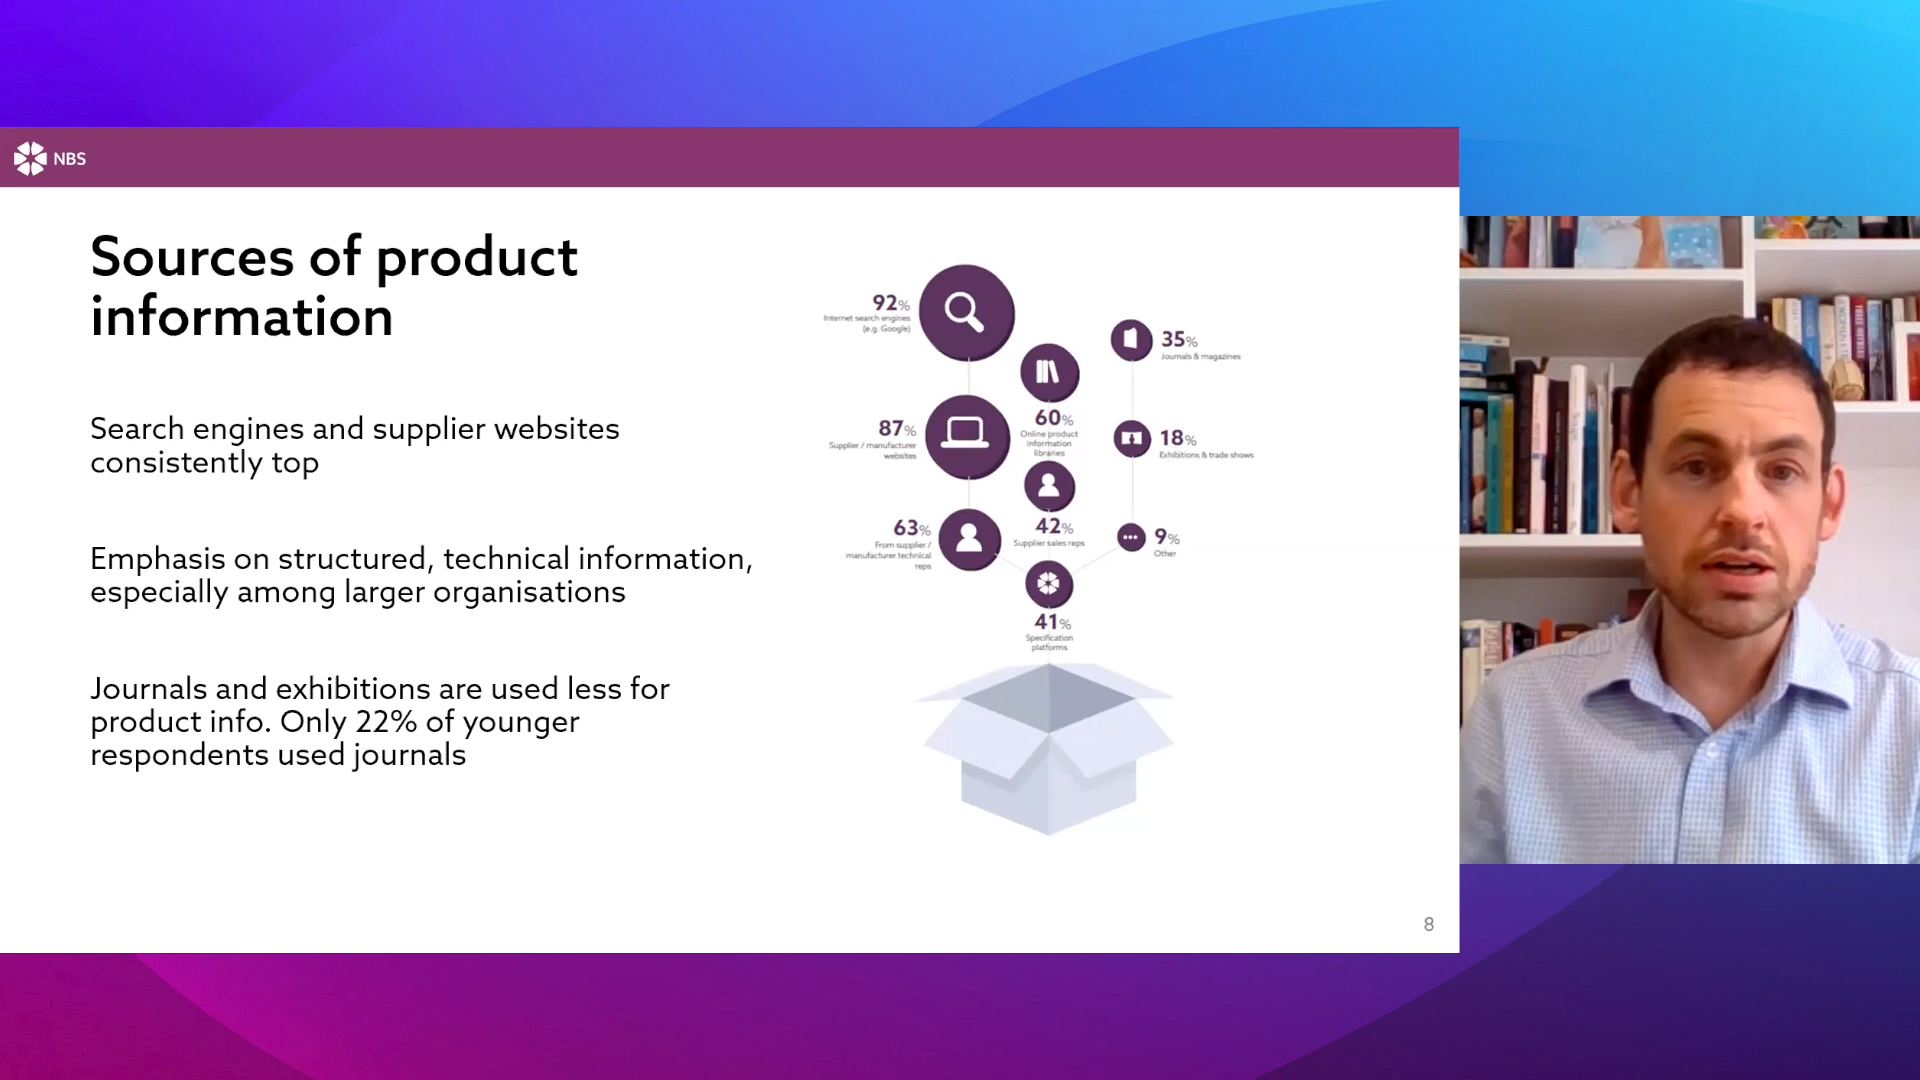 NBS
Sources of product
information
Search engines and supplier websites
consistently top
Emphasis on structured, technical information,
especially among larger organisations
Journals and exhibitions are used less for
product info. Only 22% of younger
respondents used journals
92%
Internet search engines
(e.g. Google)
87%
Supplier / manufacturer
websites
63%
From supplier /
manufacturer technical
reps
60%
Online product
information
libraries
42%
Supplier sales reps
41%
Specification
platforms
35%
Journals & magazines
18%
Exhibitions & trade shows
9%
Other
8